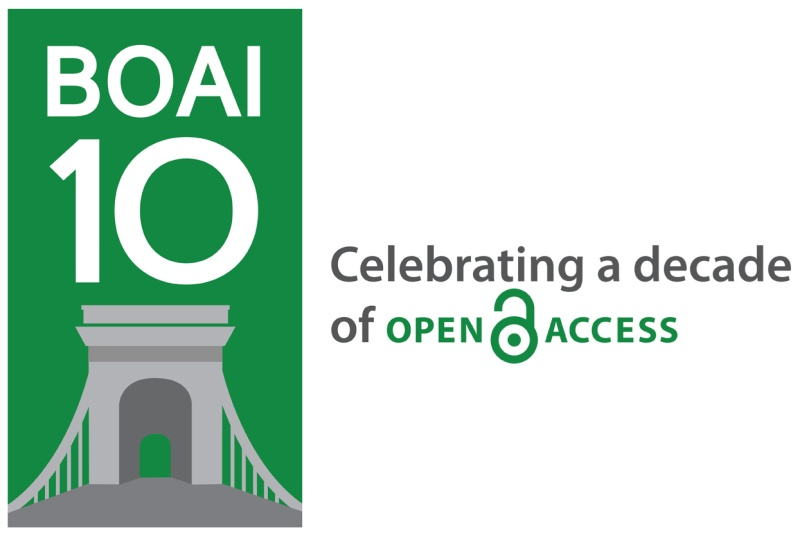 BOAI
10
Celebrating a decade
of OPEN ACCESS